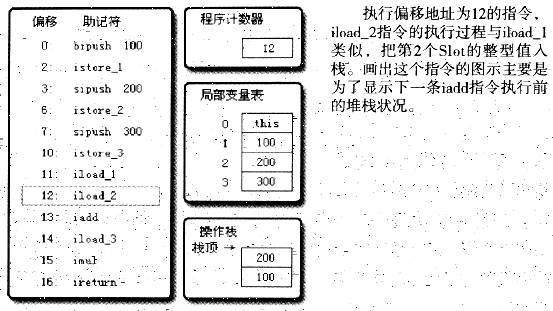 偏移 助记符
0: bipush 100
2: istore_1
3: sipush 200
6: istore_2
7: sipush 300
10: istore_3
11: iload_1
12: iload_2
13: iadd
14: iload_3
15: imul
16: ireturn
程序计数器
12
局部变量表
0 this
1 100
2 200
3 300
操作栈
栈顶 →
200
100
执行偏移地址为12的指令,
iload_2指令的执行过程与iload_1
类似，把第2个Slot的整型值入
栈。画出这个指令的图示主要是
为了显示下一条iadd指令执行前
的堆栈状况。